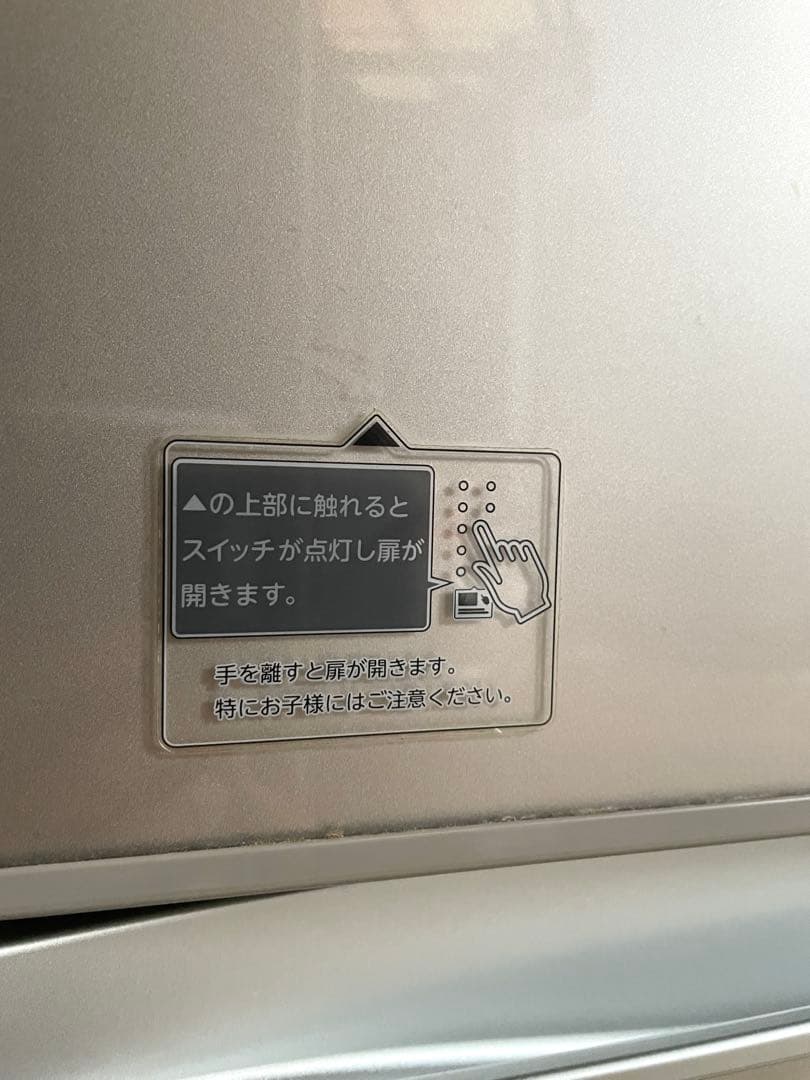 ▲の上部に触れると
スイッチが点灯し扉が
開きます。
手を離すと扉が開きます。
特にお子様にはご注意ください。